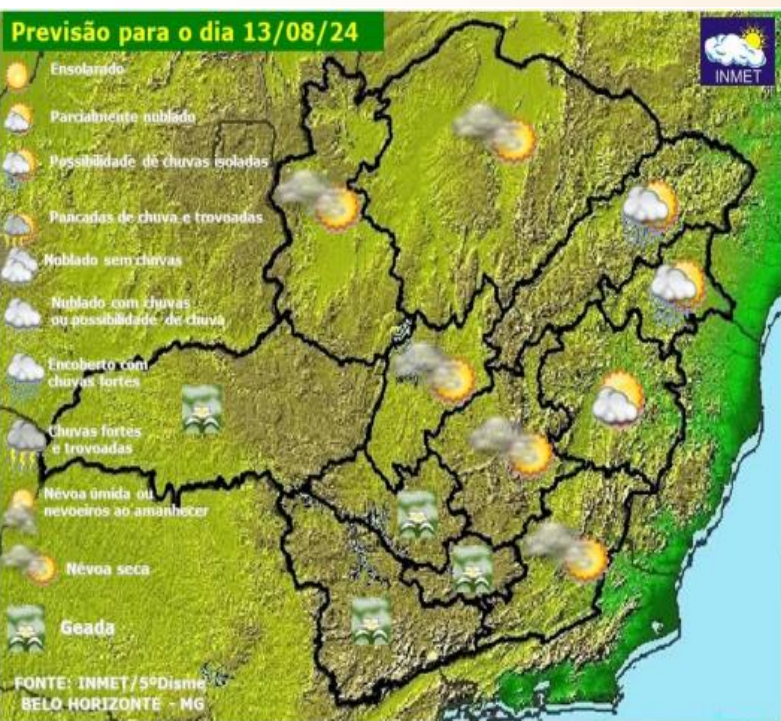 Previsão para o dia 13/08/24
INMET
Ensolarado
Parcialmente nublado
Possibilidade de chuvas isoladas
Pancadas de chuva e trovoadas
Noblado sem chuvas
Nublado com chuvas
ou possibilidade de chuva
Encoberto com
chuvas fortes
Chuvas fortes
e trovoadas
Névoa úmida ou
nevoeiros ao amanhecer
Névoa seca
Geada
FONTE: INMET/5ºDisme
BELO HORIZONTE - MG